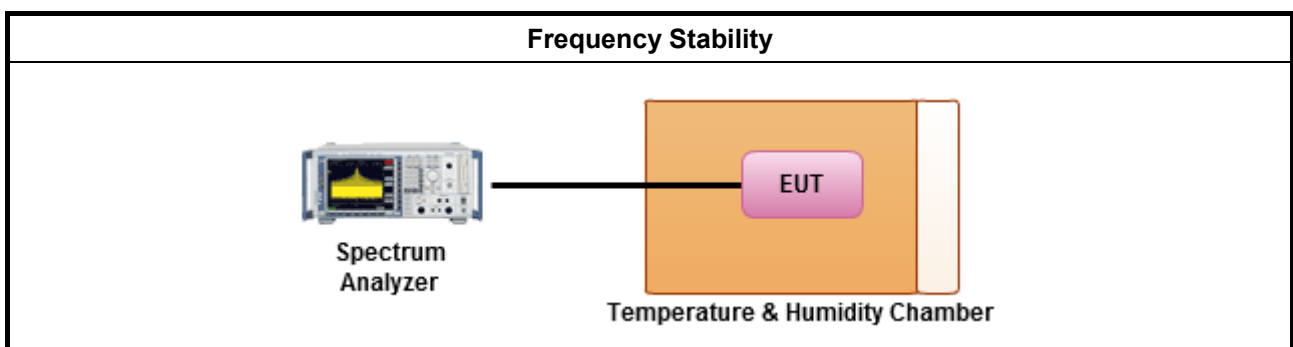 Frequency Stability
EUT
Spectrum
Analyzer
Temperature & Humidity Chamber